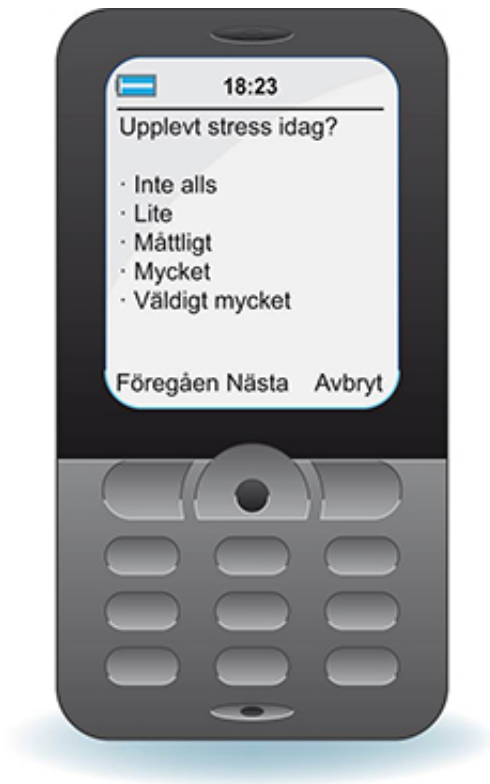 18:23
Upplevt stress idag?
· Inte alls
· Lite
· Måttligt
· Mycket
· Väldigt mycket
Föregåen Nästa Avbryt